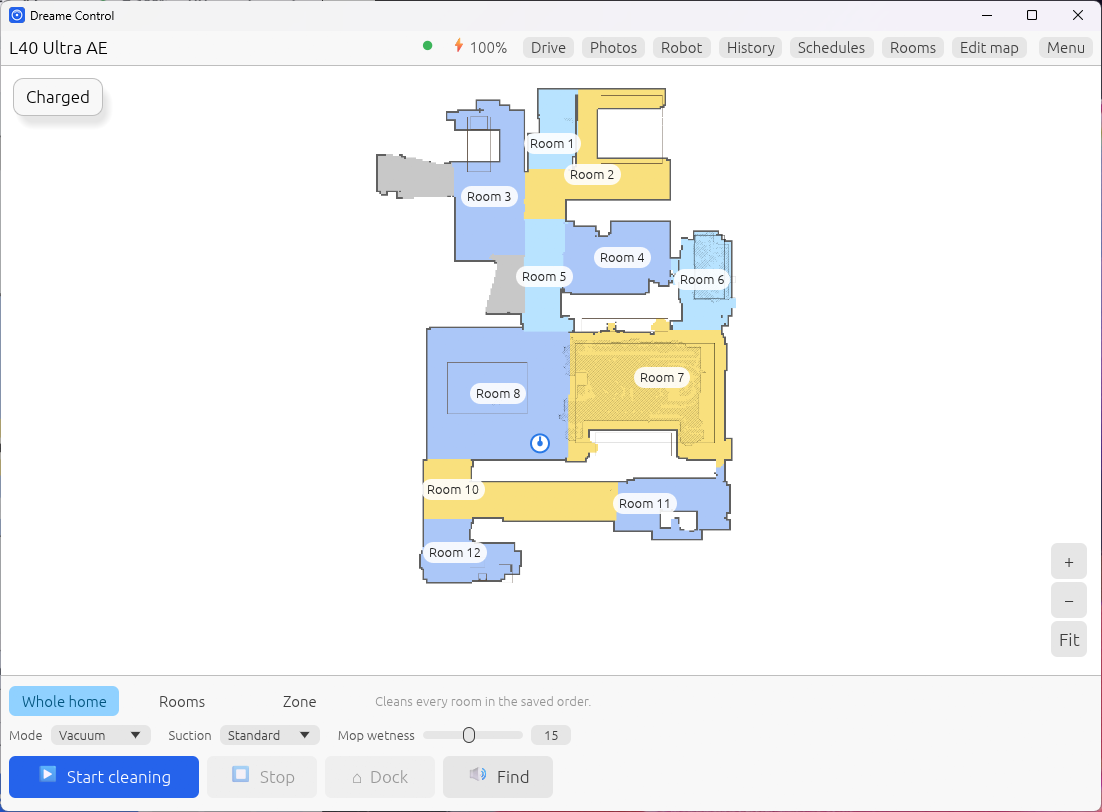 Dreame Control
L40 Ultra AE
100% Drive Photos Robot History Schedules Rooms Edit map Menu
Charged
Room 1
Room 2
Room 3
Room 4
Room 5
Room 6
Room 7
Room 8
Room 10
Room 11
Room 12
+
−
Fit
Whole home Rooms Zone Cleans every room in the saved order.
Mode Vacuum Suction Standard Mop wetness 15
Start cleaning Stop Dock Find